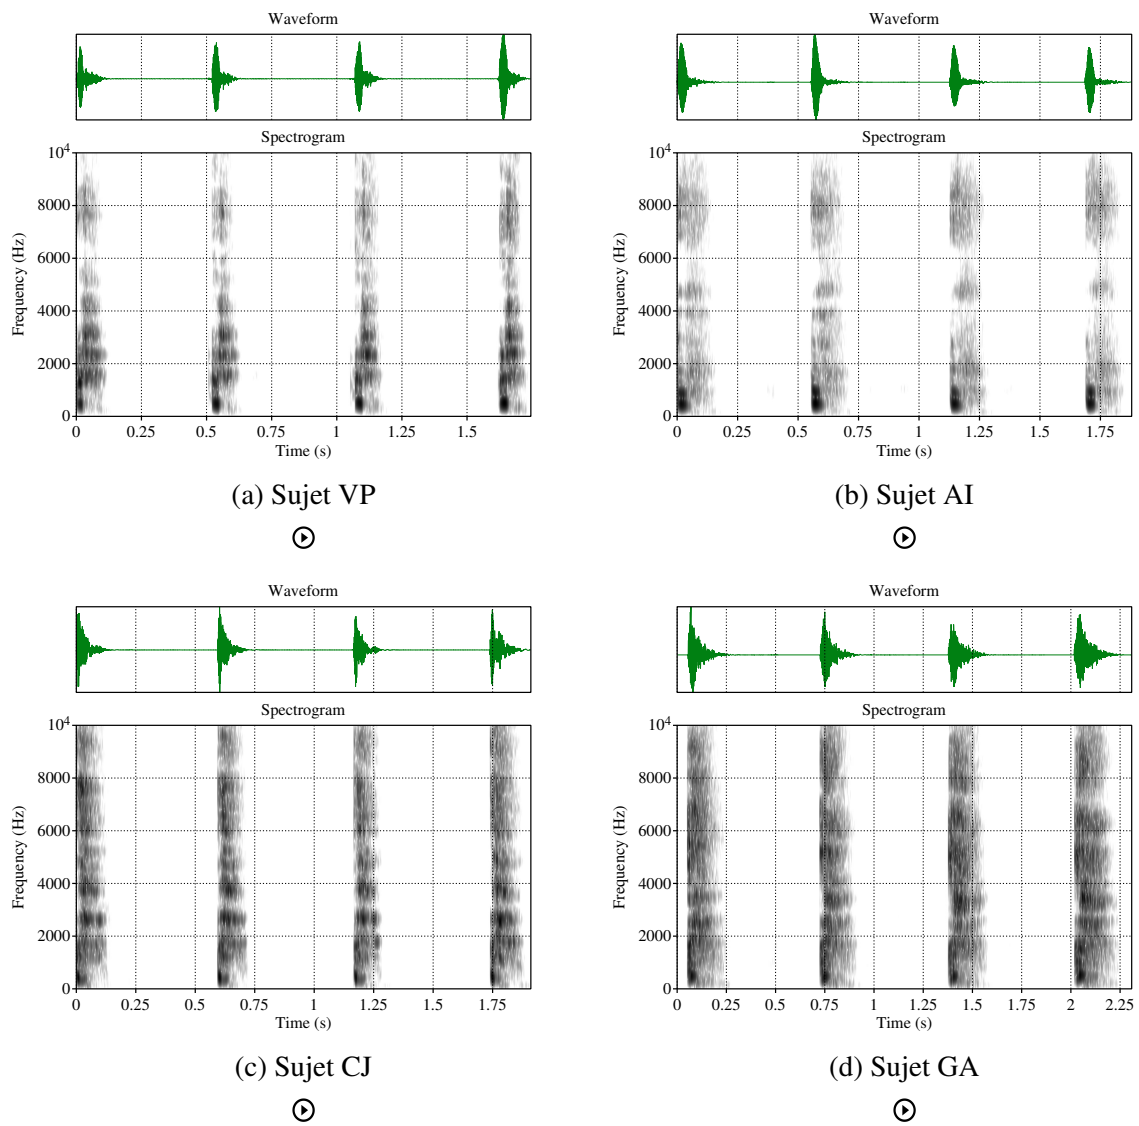 Waveform
Spectrogram
10^4
8000
6000
4000
2000
0
Frequency (Hz)
0 0.25 0.5 0.75 1 1.25 1.5
Time (s)
(a) Sujet VP
Waveform
Spectrogram
10^4
8000
6000
4000
2000
0
Frequency (Hz)
0 0.25 0.5 0.75 1 1.25 1.5 1.75
Time (s)
(b) Sujet AI
Waveform
Spectrogram
10^4
8000
6000
4000
2000
0
Frequency (Hz)
0 0.25 0.5 0.75 1 1.25 1.5 1.75
Time (s)
(c) Sujet CJ
Waveform
Spectrogram
10^4
8000
6000
4000
2000
0
Frequency (Hz)
0 0.25 0.5 0.75 1 1.25 1.5 1.75 2 2.25
Time (s)
(d) Sujet GA